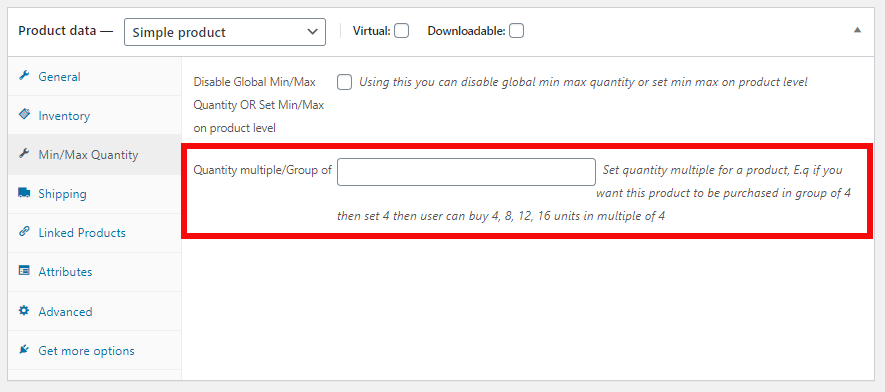 Product data — Simple product Virtual: Downloadable:
General
Inventory
Min/Max Quantity
Shipping
Linked Products
Attributes
Advanced
Get more options
Disable Global Min/Max Using this you can disable global min max quantity or set min max on product level
Quantity OR Set Min/Max
on product level
Quantity multiple/Group of Set quantity multiple for a product, E.q if you
want this product to be purchased in group of 4
then set 4 then user can buy 4, 8, 12, 16 units in multiple of 4